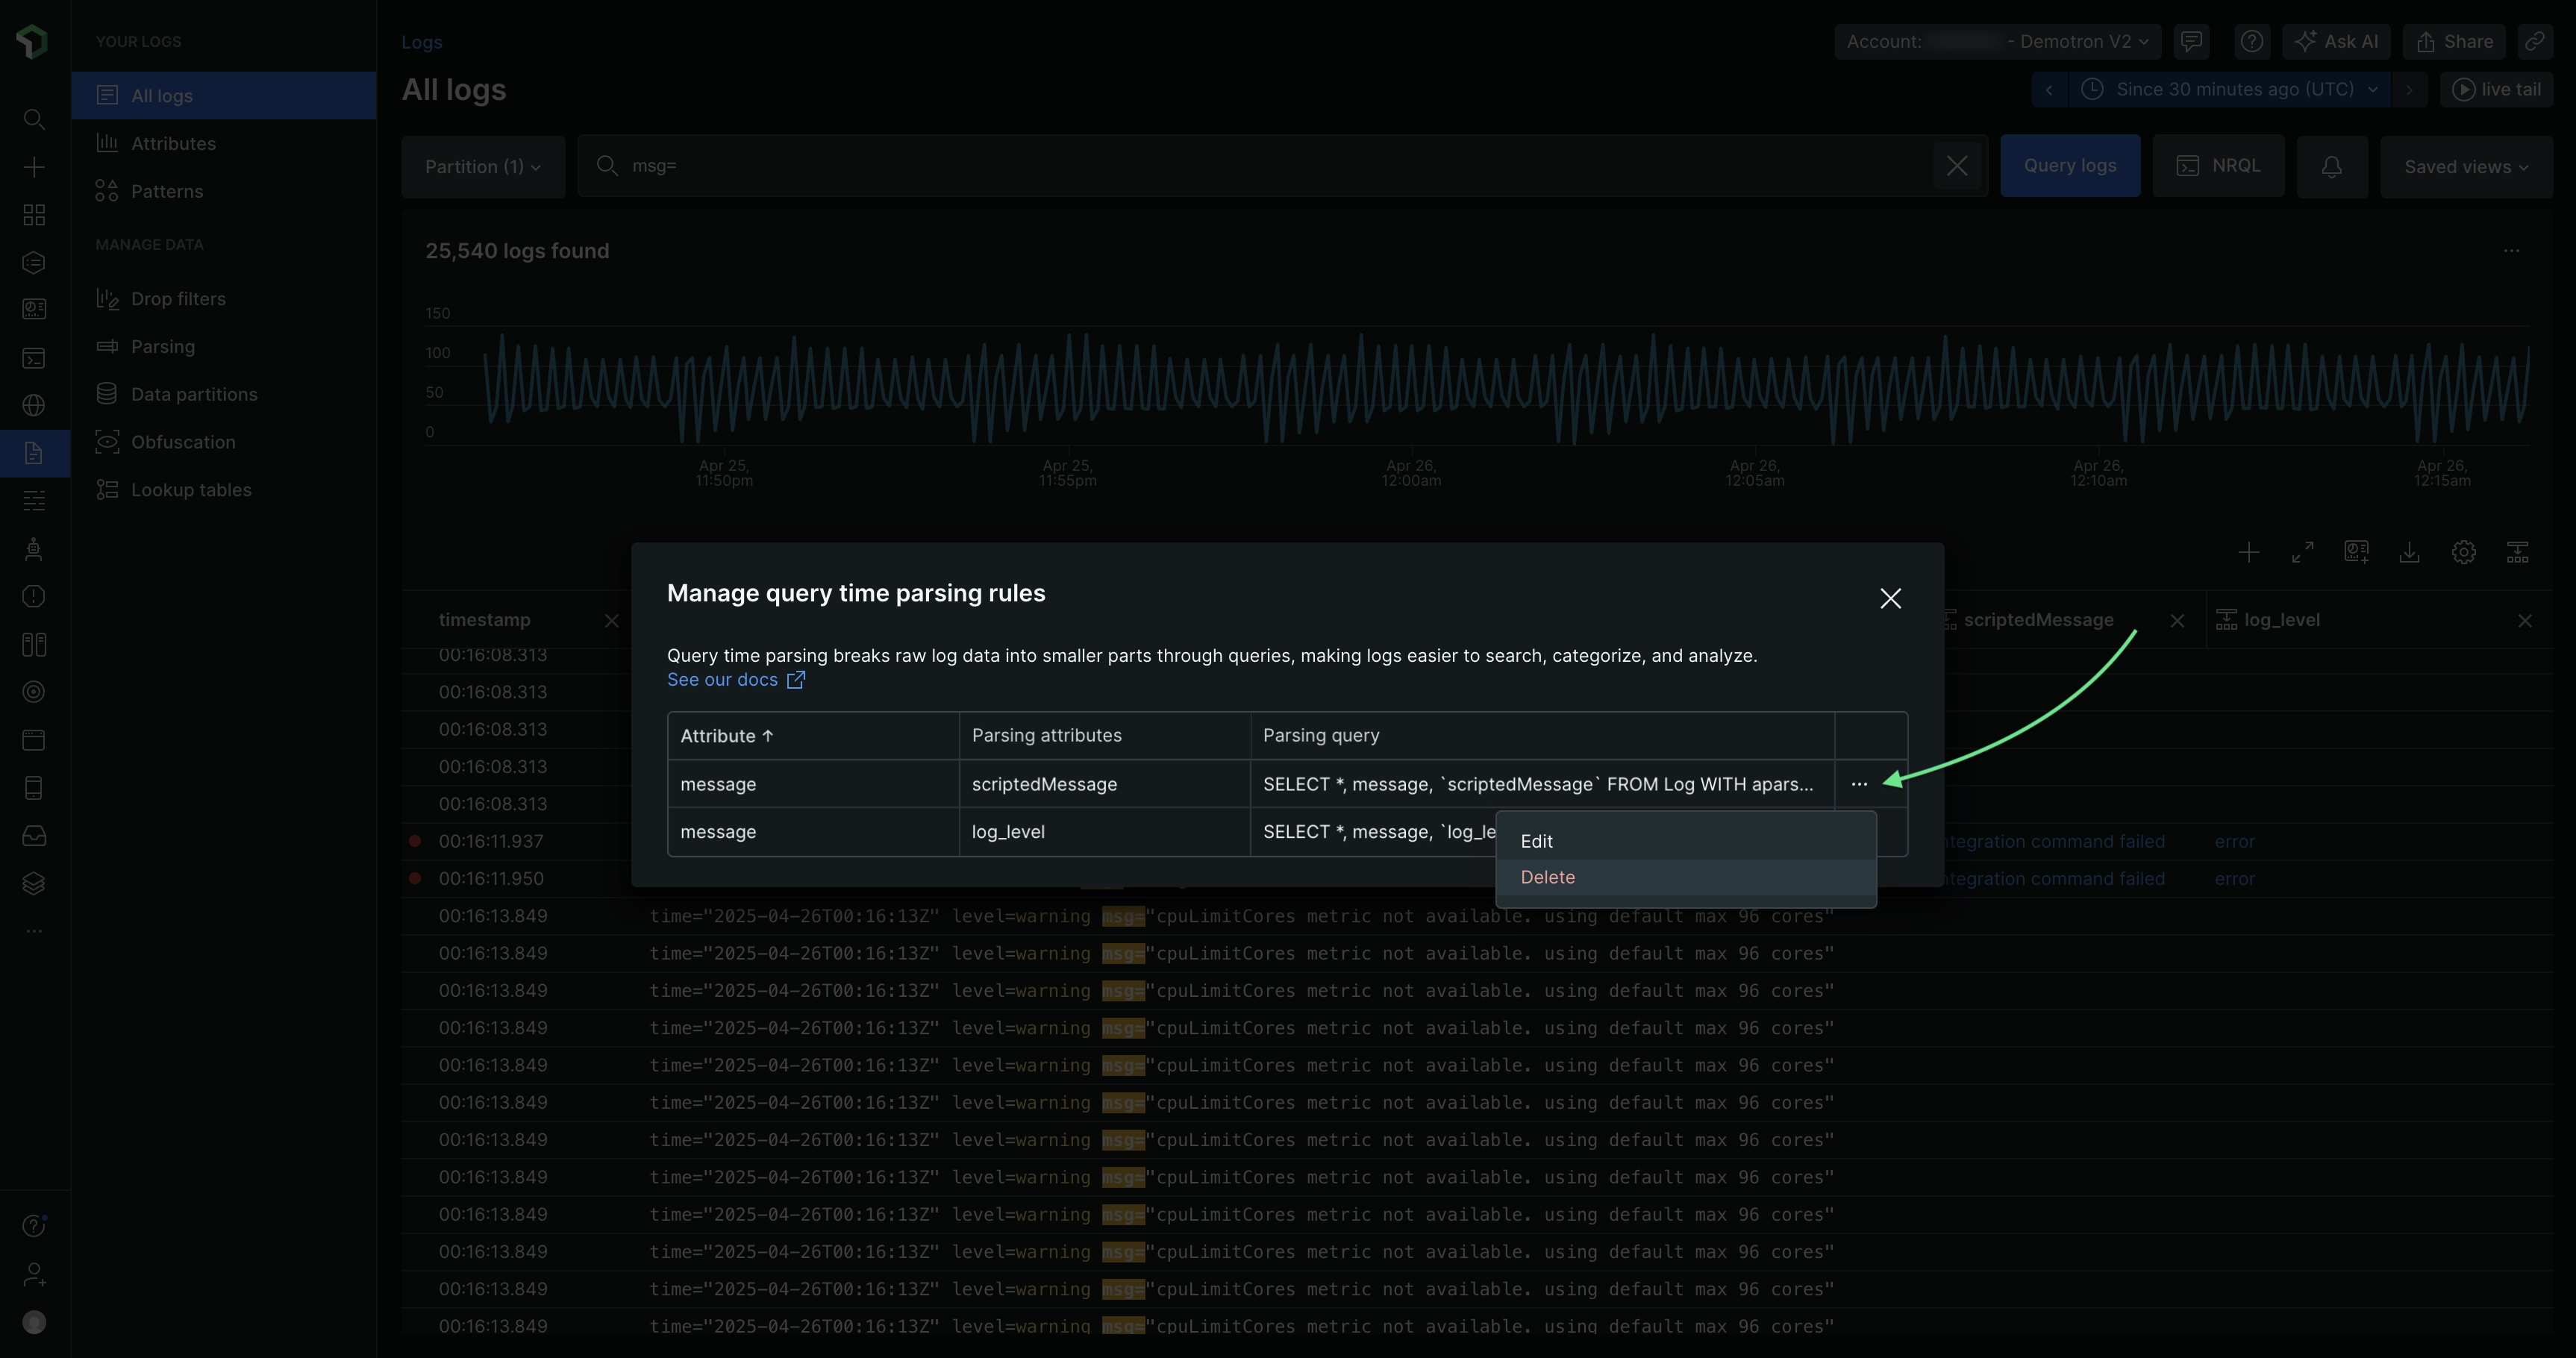 YOUR LOGS
All logs
Attributes
Patterns
MANAGE DATA
Drop filters
Parsing
Data partitions
Obfuscation
Lookup tables
Logs
Account: - Demotron V2
Ask AI
Share
All logs
Since 30 minutes ago (UTC)
live tail
Partition (1)
msg=
Query logs
NRQL
Saved views
25,540 logs found
150
100
50
0
Apr 25, 11:50pm
Apr 25, 11:55pm
Apr 26, 12:00am
Apr 26, 12:05am
Apr 26, 12:10am
Apr 26, 12:15am
timestamp
scriptedMessage
log_level
Manage query time parsing rules
Query time parsing breaks raw log data into smaller parts through queries, making logs easier to search, categorize, and analyze.
See our docs
Attribute ↑ Parsing attributes Parsing query
message scriptedMessage SELECT *, message, `scriptedMessage` FROM Log WITH apars... ...
message log_level SELECT *, message, `log_le
Edit
Delete
00:16:08.313
00:16:08.313
00:16:08.313
00:16:08.313
00:16:08.313
00:16:11.937 ntegration command failed error
00:16:11.950 ntegration command failed error
00:16:13.849 time="2025-04-26T00:16:13Z" level=warning msg="cpuLimitCores metric not available. using default max 96 cores"
00:16:13.849 time="2025-04-26T00:16:13Z" level=warning msg="cpuLimitCores metric not available. using default max 96 cores"
00:16:13.849 time="2025-04-26T00:16:13Z" level=warning msg="cpuLimitCores metric not available. using default max 96 cores"
00:16:13.849 time="2025-04-26T00:16:13Z" level=warning msg="cpuLimitCores metric not available. using default max 96 cores"
00:16:13.849 time="2025-04-26T00:16:13Z" level=warning msg="cpuLimitCores metric not available. using default max 96 cores"
00:16:13.849 time="2025-04-26T00:16:13Z" level=warning msg="cpuLimitCores metric not available. using default max 96 cores"
00:16:13.849 time="2025-04-26T00:16:13Z" level=warning msg="cpuLimitCores metric not available. using default max 96 cores"
00:16:13.849 time="2025-04-26T00:16:13Z" level=warning msg="cpuLimitCores metric not available. using default max 96 cores"
00:16:13.849 time="2025-04-26T00:16:13Z" level=warning msg="cpuLimitCores metric not available. using default max 96 cores"
00:16:13.849 time="2025-04-26T00:16:13Z" level=warning msg="cpuLimitCores metric not available. using default max 96 cores"
00:16:13.849 time="2025-04-26T00:16:13Z" level=warning msg="cpuLimitCores metric not available. using default max 96 cores"
00:16:13.849 time="2025-04-26T00:16:13Z" level=warning msg="cpuLimitCores metric not available. using default max 96 cores"